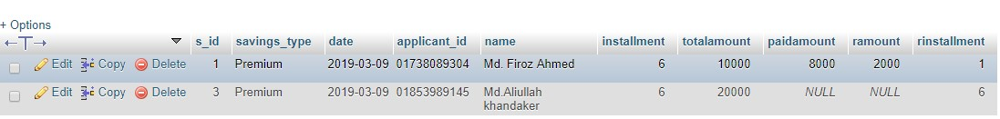 + Options
←T→ s_id savings_type date applicant_id name installment totalamount paidamount ramount rinstallment
Edit Copy Delete 1 Premium 2019-03-09 01738089304 Md. Firoz Ahmed 6 10000 8000 2000 1
Edit Copy Delete 3 Premium 2019-03-09 01853989145 Md.Aliullah 6 20000 NULL NULL 6
khandaker